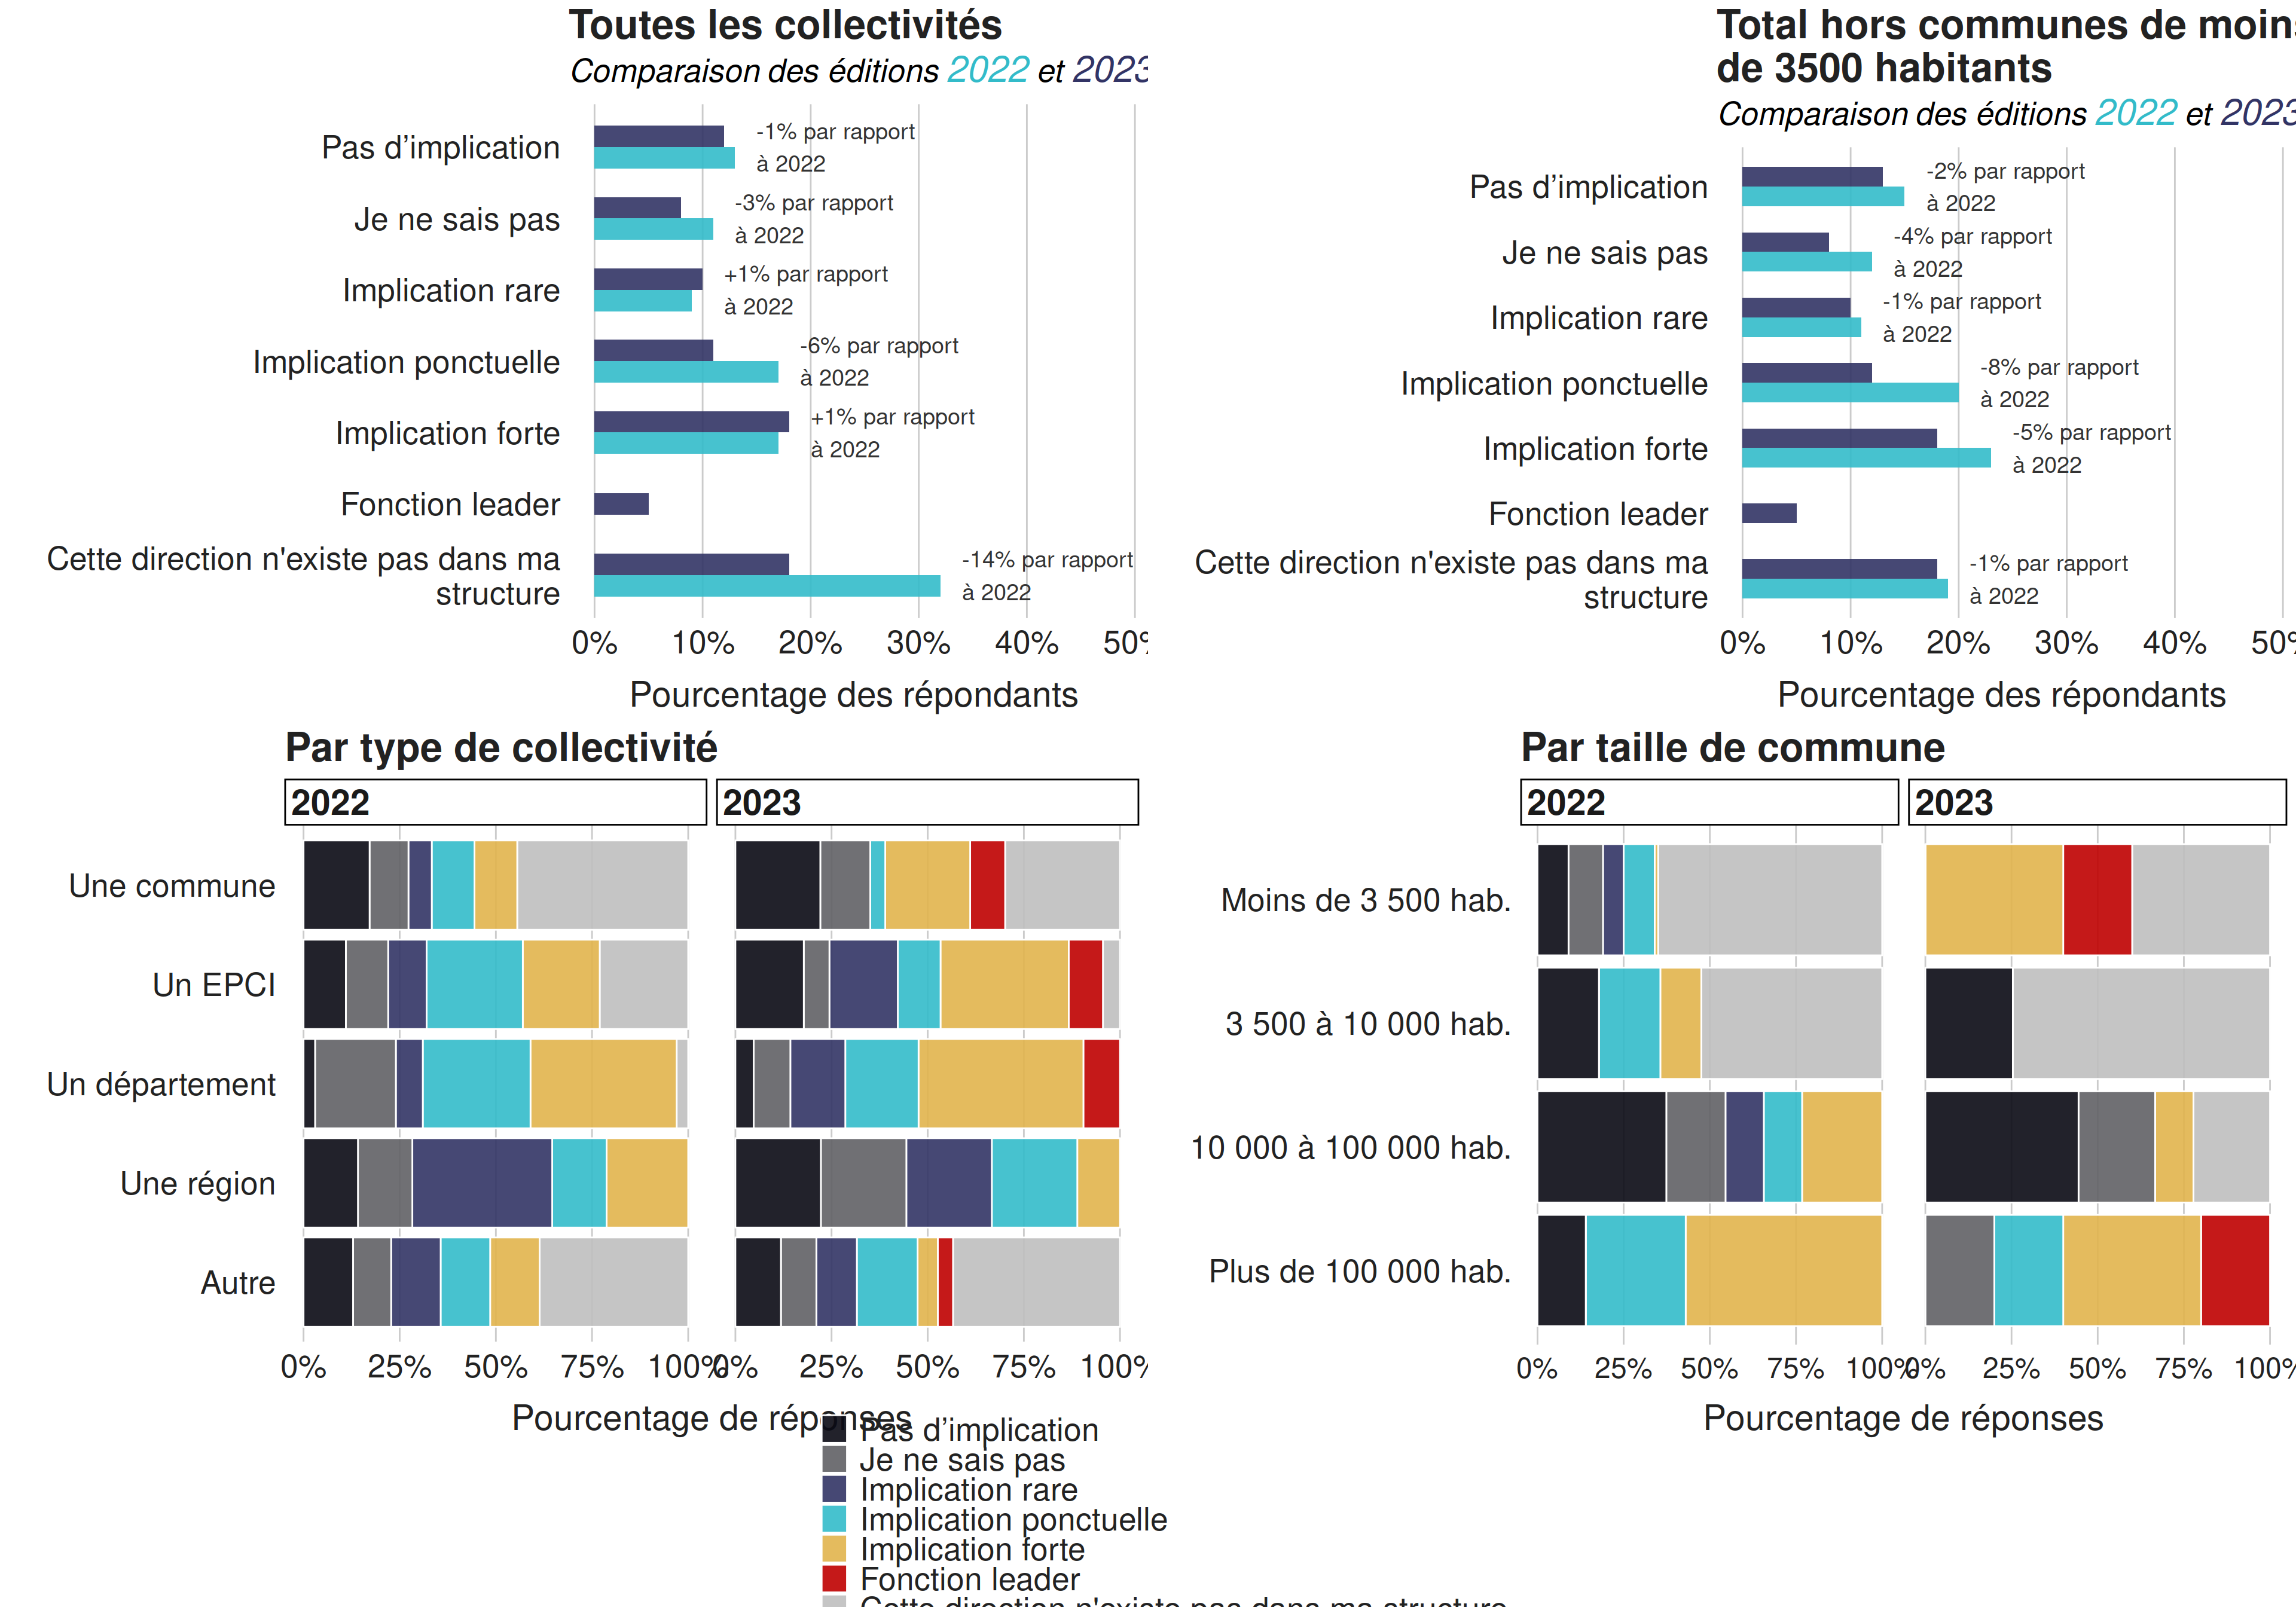 Toutes les collectivités
Comparaison des éditions 2022 et 2023
Pas d’implication
Je ne sais pas
Implication rare
Implication ponctuelle
Implication forte
Fonction leader
Cette direction n'existe pas dans ma
structure
-1% par rapport
à 2022
-3% par rapport
à 2022
+1% par rapport
à 2022
-6% par rapport
à 2022
+1% par rapport
à 2022
-14% par rapport
à 2022
0% 10% 20% 30% 40% 50%
Pourcentage des répondants
Total hors communes de moins
de 3500 habitants
Comparaison des éditions 2022 et 2023
Pas d’implication
Je ne sais pas
Implication rare
Implication ponctuelle
Implication forte
Fonction leader
Cette direction n'existe pas dans ma
structure
-2% par rapport
à 2022
-4% par rapport
à 2022
-1% par rapport
à 2022
-8% par rapport
à 2022
-5% par rapport
à 2022
-1% par rapport
à 2022
0% 10% 20% 30% 40% 50%
Pourcentage des répondants
Par type de collectivité
2022 2023
Une commune
Un EPCI
Un département
Une région
Autre
0% 25% 50% 75% 100% 0% 25% 50% 75% 100%
Pourcentage de réponses
Par taille de commune
2022 2023
Moins de 3 500 hab.
3 500 à 10 000 hab.
10 000 à 100 000 hab.
Plus de 100 000 hab.
0% 25% 50% 75% 100% 0% 25% 50% 75% 100%
Pourcentage de réponses
Pas d’implication
Je ne sais pas
Implication rare
Implication ponctuelle
Implication forte
Fonction leader
Cette direction n'existe pas dans ma structure